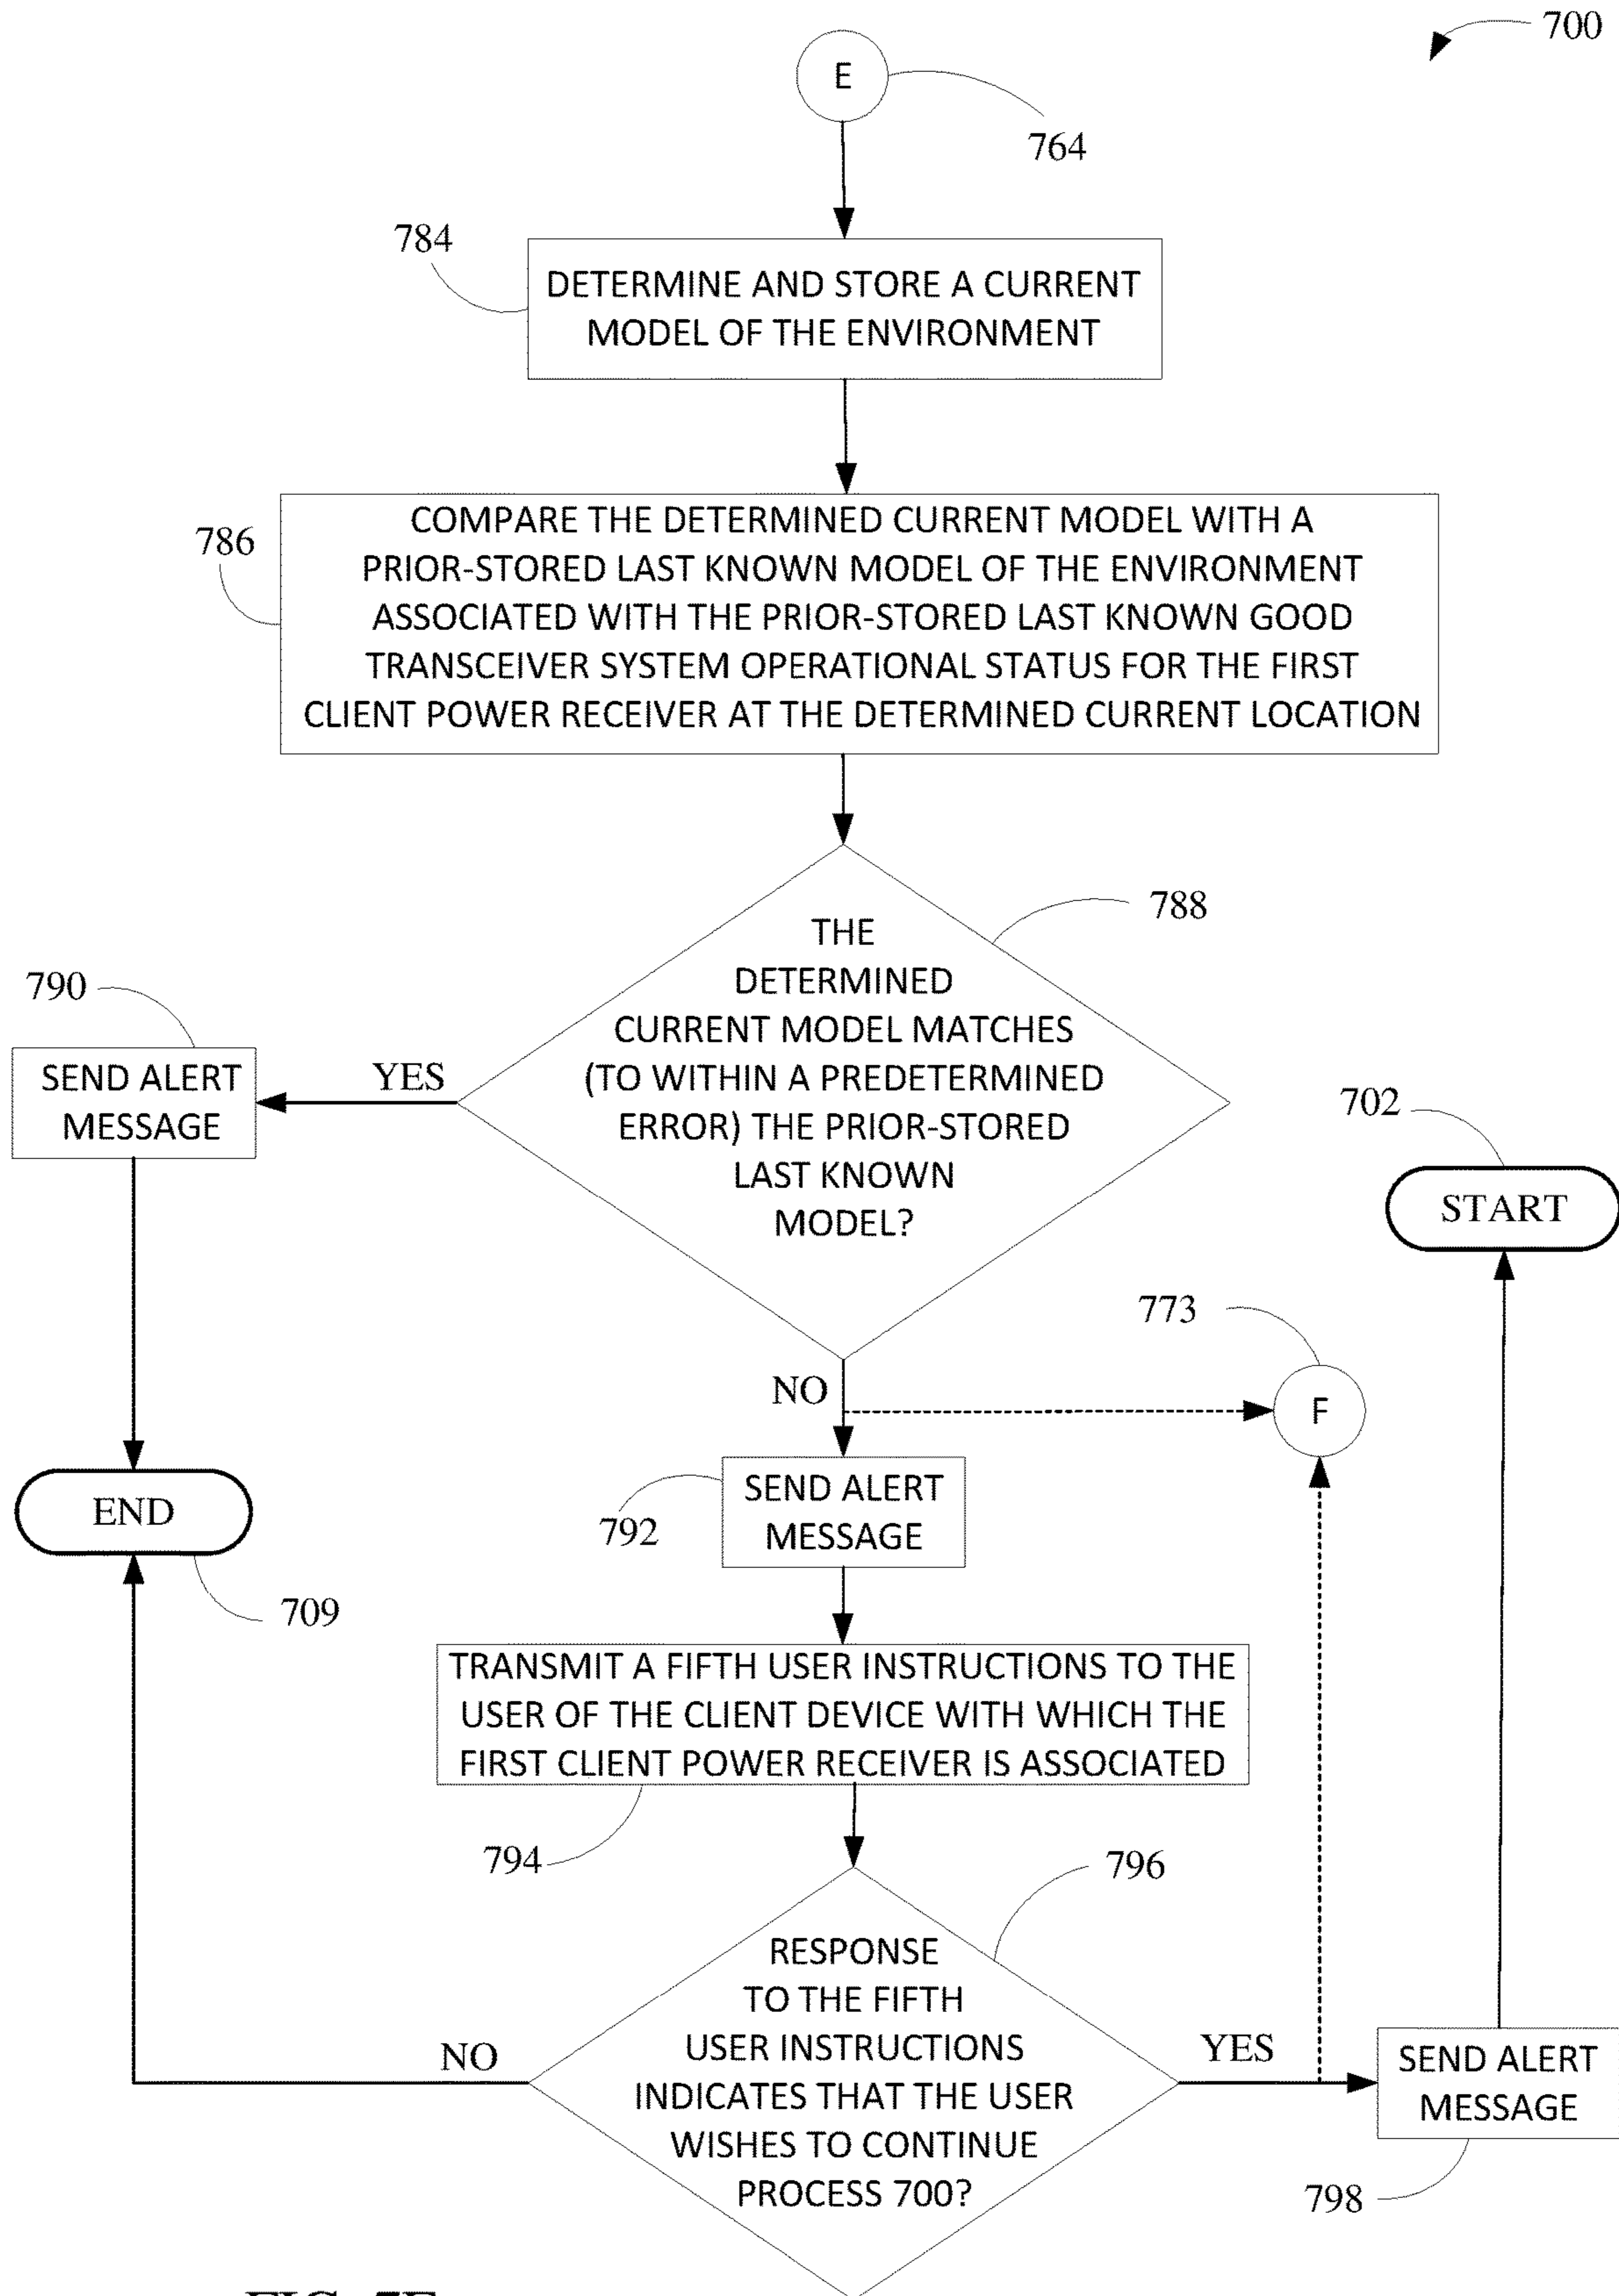 700
E
764
784
DETERMINE AND STORE A CURRENT
MODEL OF THE ENVIRONMENT
786
COMPARE THE DETERMINED CURRENT MODEL WITH A
PRIOR-STORED LAST KNOWN MODEL OF THE ENVIRONMENT
ASSOCIATED WITH THE PRIOR-STORED LAST KNOWN GOOD
TRANSCEIVER SYSTEM OPERATIONAL STATUS FOR THE FIRST
CLIENT POWER RECEIVER AT THE DETERMINED CURRENT LOCATION
788
THE
DETERMINED
CURRENT MODEL MATCHES
(TO WITHIN A PREDETERMINED
ERROR) THE PRIOR-STORED
LAST KNOWN
MODEL?
790
YES
SEND ALERT
MESSAGE
702
START
773
NO
F
SEND ALERT
MESSAGE
792
END
709
TRANSMIT A FIFTH USER INSTRUCTIONS TO THE
USER OF THE CLIENT DEVICE WITH WHICH THE
FIRST CLIENT POWER RECEIVER IS ASSOCIATED
794
796
RESPONSE
TO THE FIFTH
USER INSTRUCTIONS
INDICATES THAT THE USER
WISHES TO CONTINUE
PROCESS 700?
NO
YES
SEND ALERT
MESSAGE
798